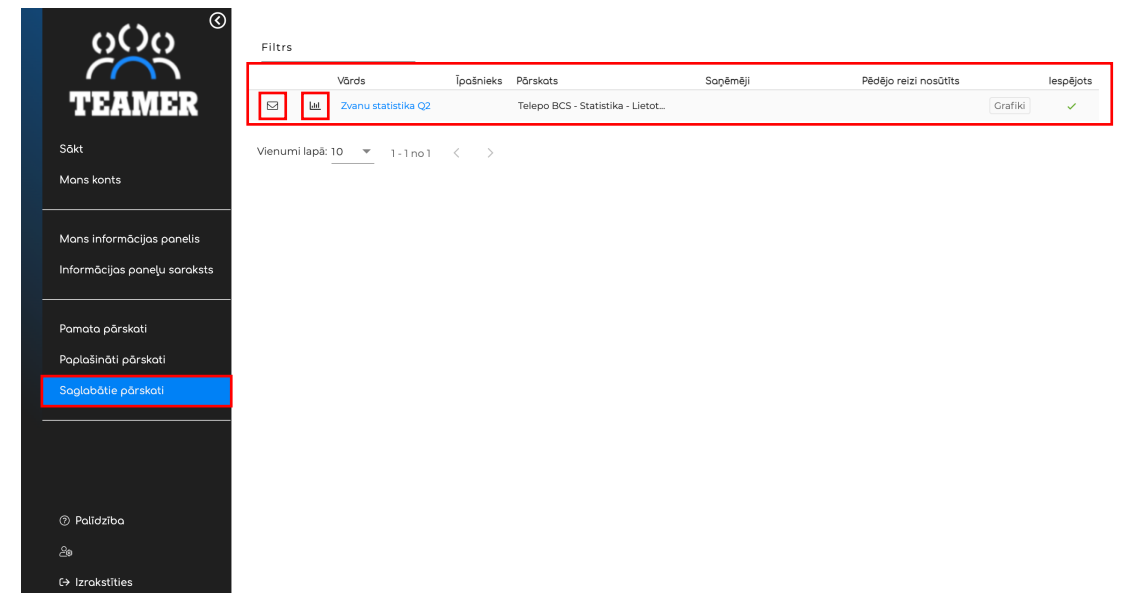 TEAMER
Sākt
Mans konts
Mans informācijas panelis
Informācijas paneļu saraksts
Pamata pārskati
Paplašināti pārskati
Saglabātie pārskati
Palīdzība
Izrakstīties
Filtrs
Vārds Īpašnieks Pārskats Saņēmēji Pēdējo reizi nosūtīts Iespējots
Zvanu statistika Q2 Telepo BCS - Statistika - Lietot... Grafiki
Vienumi lapā: 10 1 - 1 no 1